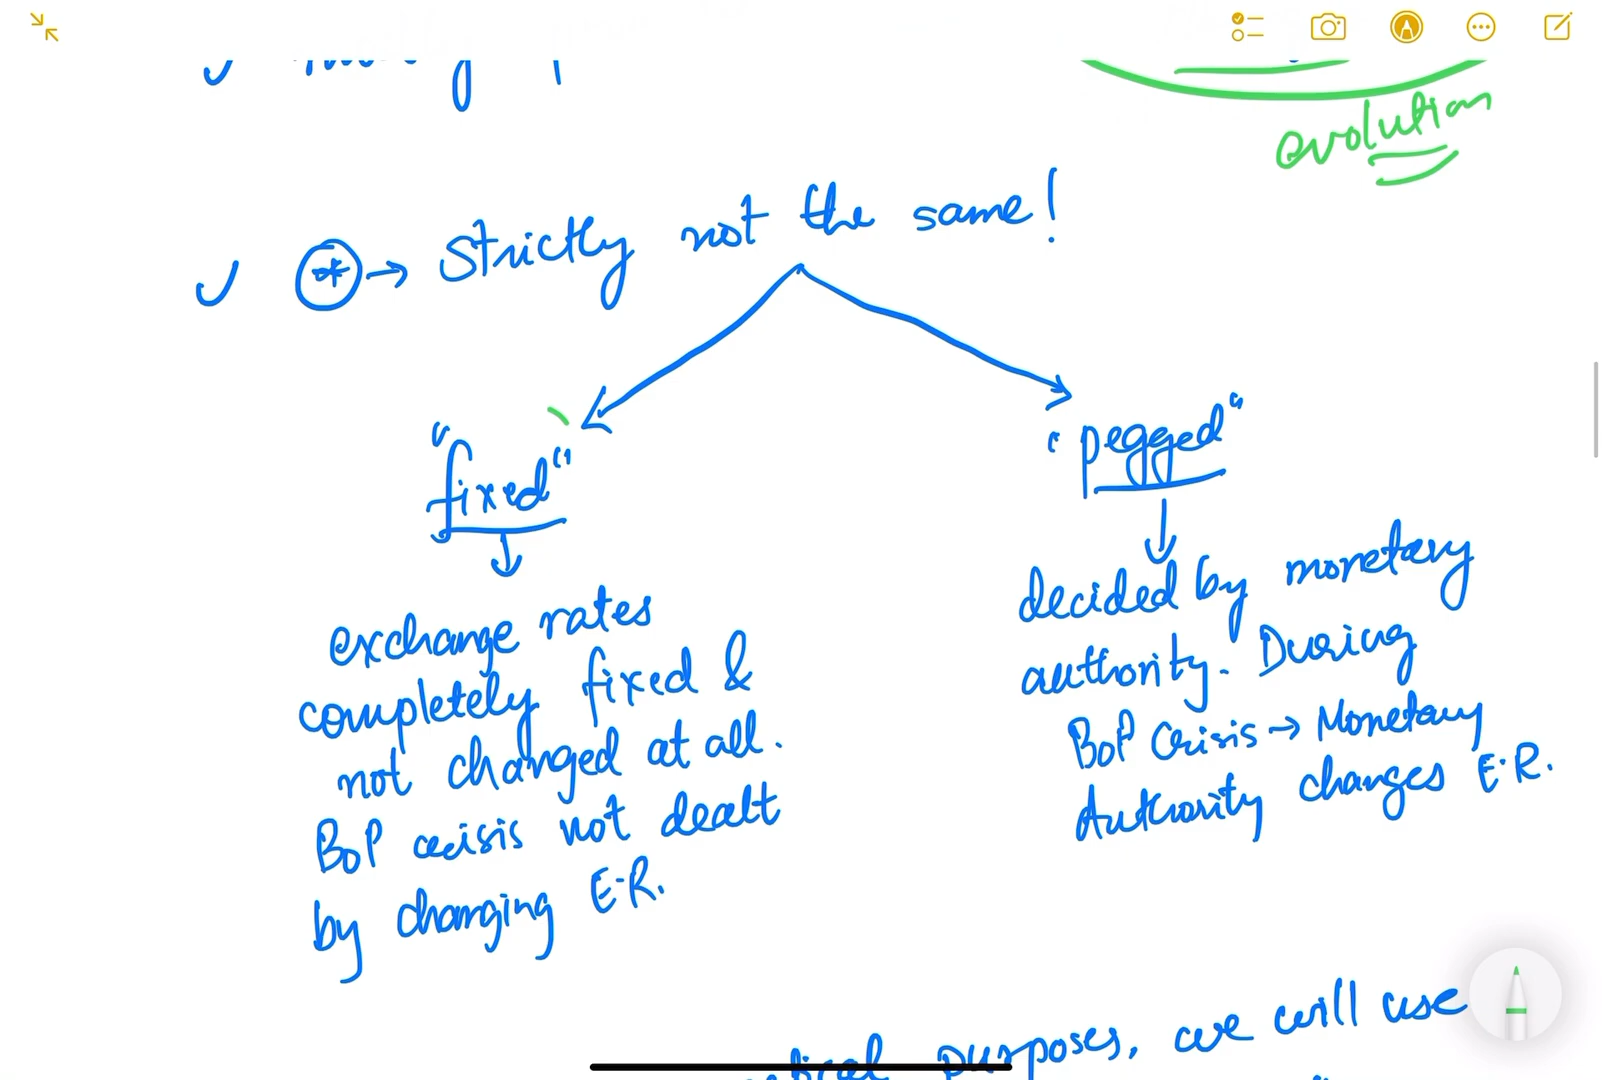 evolution
✓ * → Strictly not the same!
"fixed"
"pegged"
exchange rates
completely fixed &
not changed at all.
BoP crisis not dealt
by changing E.R.
decided by monetary
authority. During
BoP Crisis → Monetary
Authority changes E.R.
purposes, we will use